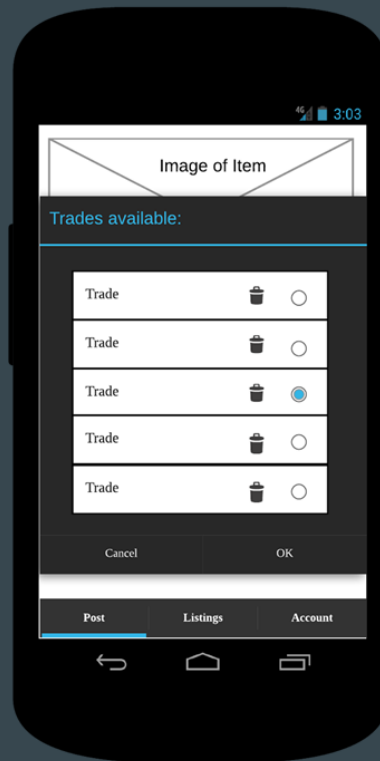 4G 3:03
Image of Item
Trades available:
Trade
Trade
Trade
Trade
Trade
Cancel OK
Post Listings Account